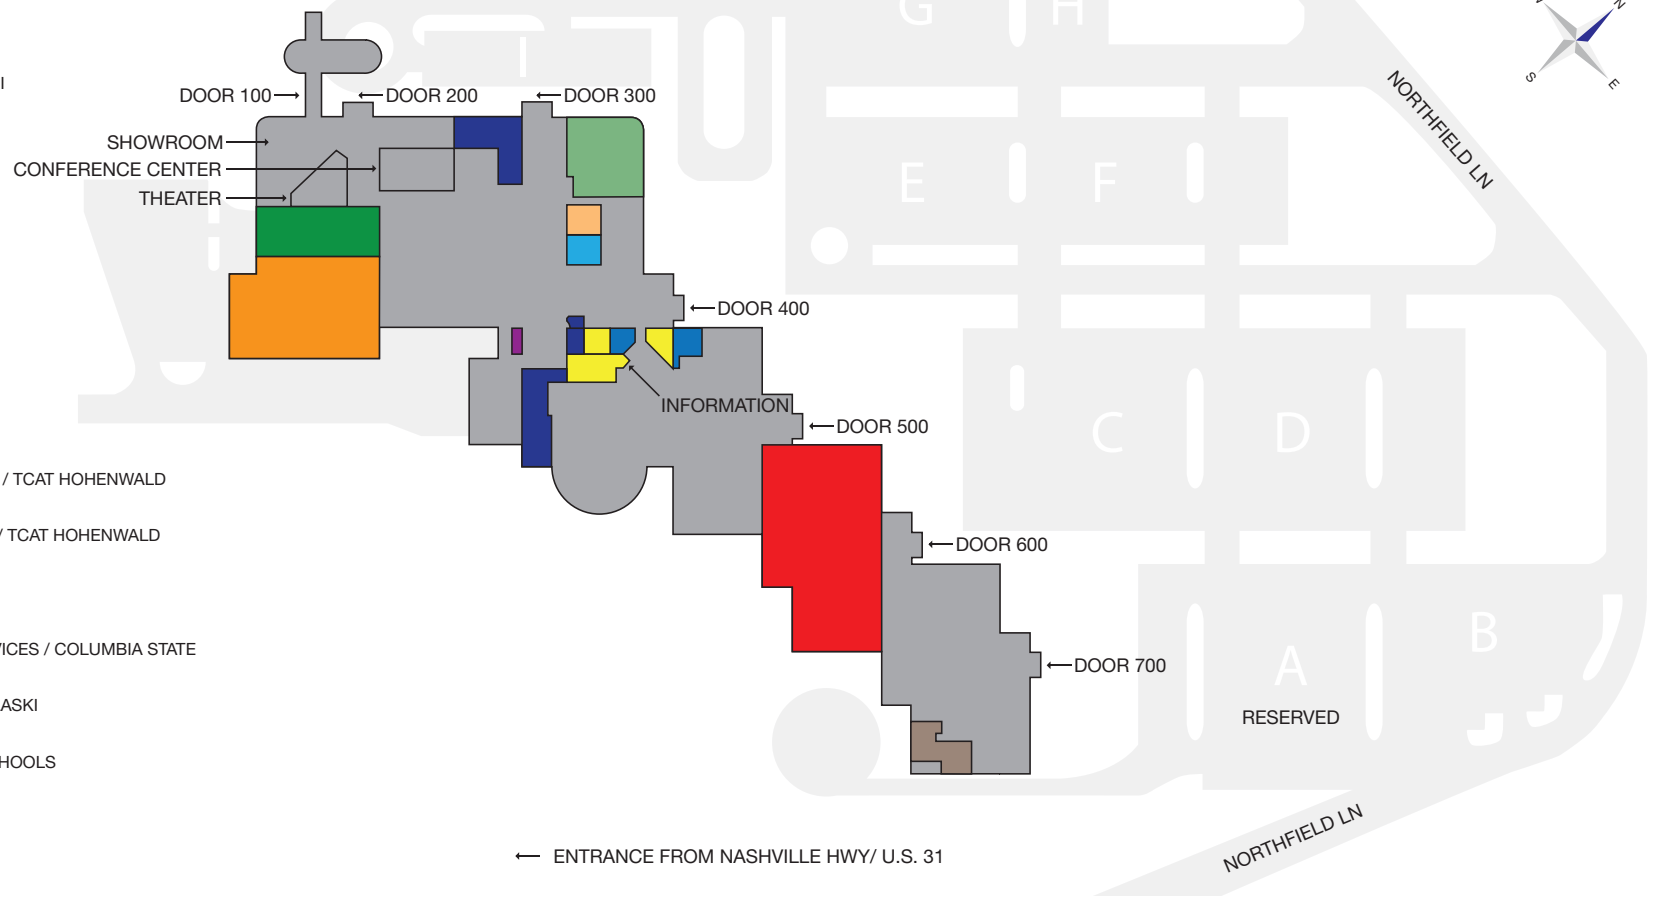 G
H
N
I
I
S
E
DOOR 100
DOOR 200
DOOR 300
NORTHFIELD LN
SHOWROOM
CONFERENCE CENTER
THEATER
E
F
DOOR 400
INFORMATION
DOOR 500
C
D
/ TCAT HOHENWALD
/ TCAT HOHENWALD
DOOR 600
VICES / COLUMBIA STATE
B
A
DOOR 700
ASKI
RESERVED
HOOLS
NORTHFIELD LN
ENTRANCE FROM NASHVILLE HWY/ U.S. 31